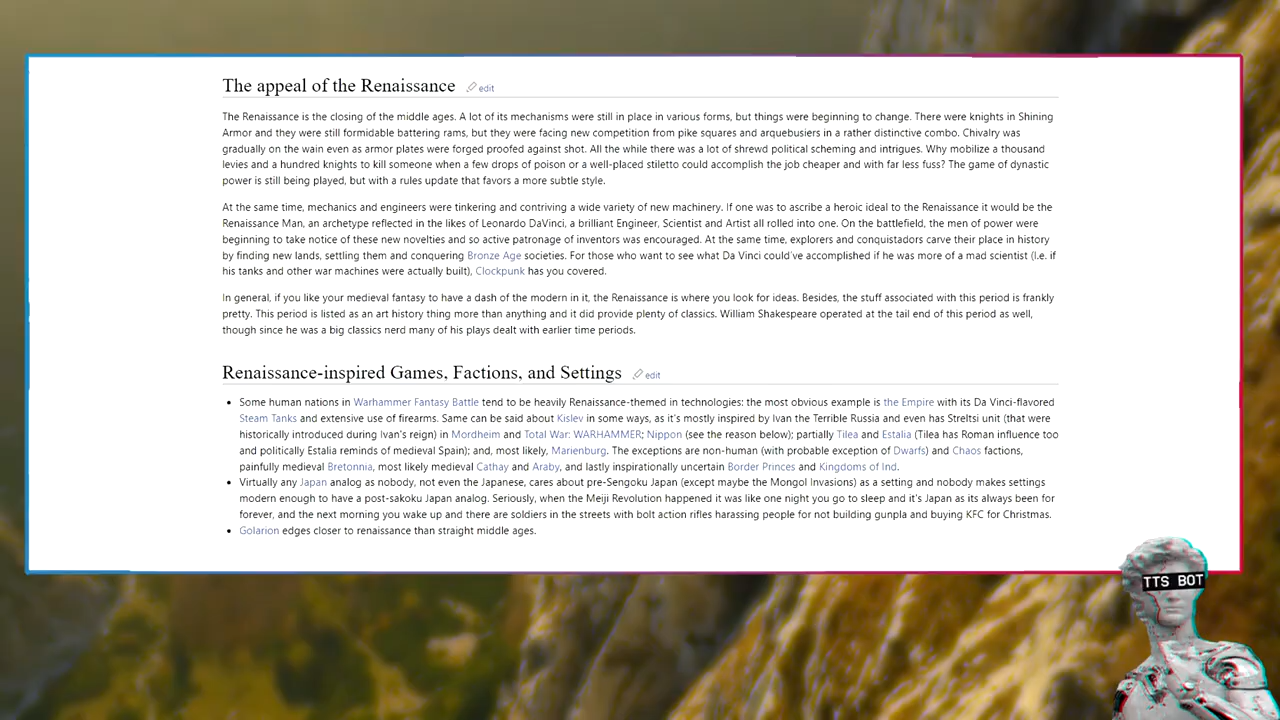 The appeal of the Renaissance edit
The Renaissance is the closing of the middle ages. A lot of its mechanisms were still in place in various forms, but things were beginning to change. There were knights in Shining
Armor and they were still formidable battering rams, but they were facing new competition from pike squares and arquebusiers in a rather distinctive combo. Chivalry was
gradually on the wain even as armor plates were forged proofed against shot. All the while there was a lot of shrewd political scheming and intrigues. Why mobilize a thousand
levies and a hundred knights to kill someone when a few drops of poison or a well-placed stiletto could accomplish the job cheaper and with far less fuss? The game of dynastic
power is still being played, but with a rules update that favors a more subtle style.
At the same time, mechanics and engineers were tinkering and contriving a wide variety of new machinery. If one was to ascribe a heroic ideal to the Renaissance it would be the
Renaissance Man, an archetype reflected in the likes of Leonardo DaVinci, a brilliant Engineer, Scientist and Artist all rolled into one. On the battlefield, the men of power were
beginning to take notice of these new novelties and so active patronage of inventors was encouraged. At the same time, explorers and conquistadors carve their place in history
by finding new lands, settling them and conquering Bronze Age societies. For those who want to see what Da Vinci could've accomplished if he was more of a mad scientist (I.e. if
his tanks and other war machines were actually built), Clockpunk has you covered.
In general, if you like your medieval fantasy to have a dash of the modern in it, the Renaissance is where you look for ideas. Besides, the stuff associated with this period is frankly
pretty. This period is listed as an art history thing more than anything and it did provide plenty of classics. William Shakespeare operated at the tail end of this period as well,
though since he was a big classics nerd many of his plays dealt with earlier time periods.
Renaissance-inspired Games, Factions, and Settings edit
• Some human nations in Warhammer Fantasy Battle tend to be heavily Renaissance-themed in technologies: the most obvious example is the Empire with its Da Vinci-flavored
Steam Tanks and extensive use of firearms. Same can be said about Kislev in some ways, as it's mostly inspired by Ivan the Terrible Russia and even has Streltsi unit (that were
historically introduced during Ivan's reign) in Mordheim and Total War: WARHAMMER; Nippon (see the reason below); partially Tilea and Estalia (Tilea has Roman influence too
and politically Estalia reminds of medieval Spain); and, most likely, Marienburg. The exceptions are non-human (with probable exception of Dwarfs) and Chaos factions,
painfully medieval Bretonnia, most likely medieval Cathay and Araby, and lastly inspirationally uncertain Border Princes and Kingdoms of Ind.
• Virtually any Japan analog as nobody, not even the Japanese, cares about pre-Sengoku Japan (except maybe the Mongol Invasions) as a setting and nobody makes settings
modern enough to have a post-sakoku Japan analog. Seriously, when the Meiji Revolution happened it was like one night you go to sleep and it's Japan as its always been for
forever, and the next morning you wake up and there are soldiers in the streets with bolt action rifles harassing people for not building gunpla and buying KFC for Christmas.
• Golarion edges closer to renaissance than straight middle ages.
TTS BOT